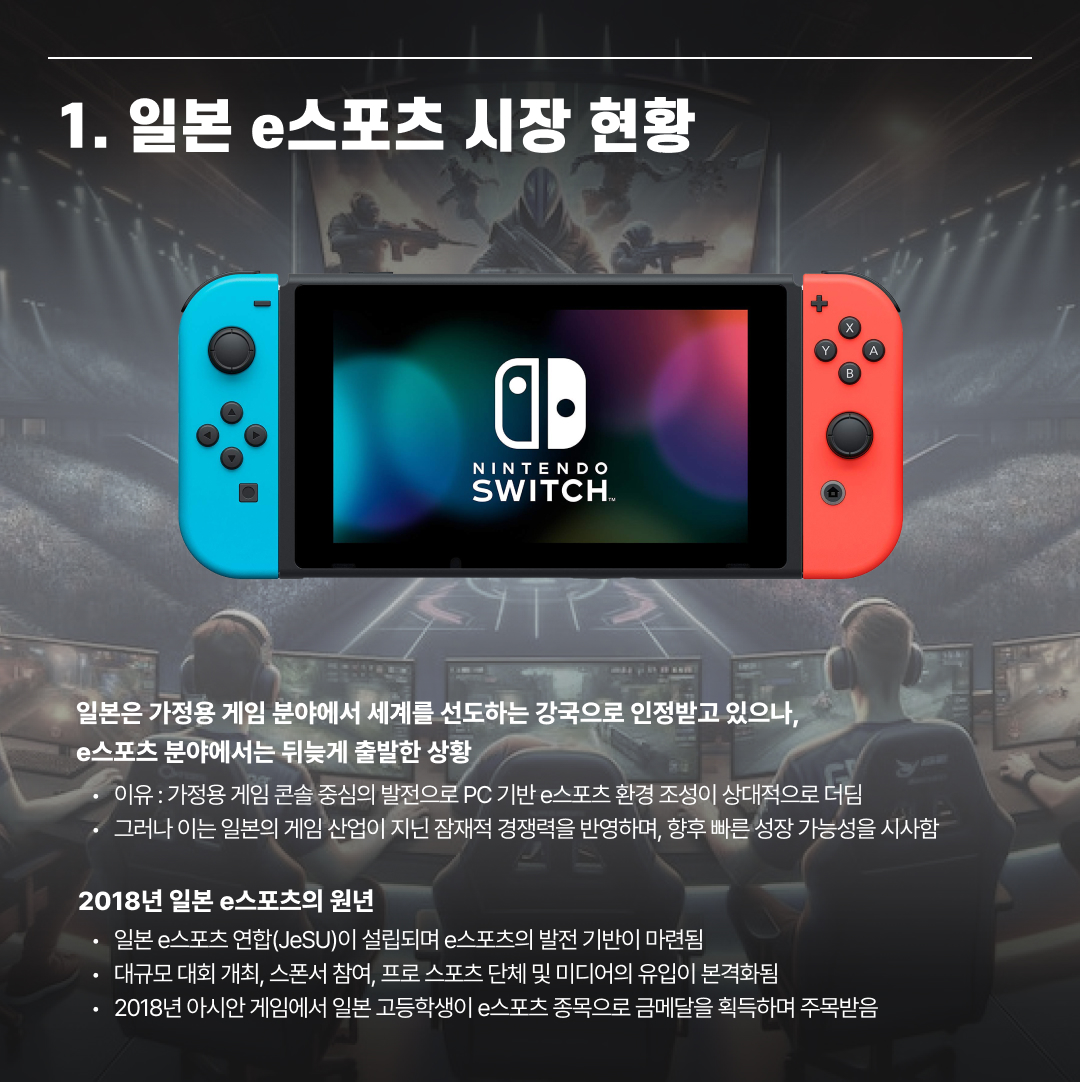 1. 일본 e스포츠 시장 현황
X
Y
A
B
NINTENDO
SWITCH™
일본은 가정용 게임 분야에서 세계를 선도하는 강국으로 인정받고 있으나,
e스포츠 분야에서는 뒤늦게 출발한 상황
• 이유 : 가정용 게임 콘솔 중심의 발전으로 PC 기반 e스포츠 환경 조성이 상대적으로 더딤
• 그러나 이는 일본의 게임 산업이 지닌 잠재적 경쟁력을 반영하며, 향후 빠른 성장 가능성을 시사함
2018년 일본 e스포츠의 원년
• 일본 e스포츠 연합(JeSU)이 설립되며 e스포츠의 발전 기반이 마련됨
• 대규모 대회 개최, 스폰서 참여, 프로 스포츠 단체 및 미디어의 유입이 본격화됨
• 2018년 아시안 게임에서 일본 고등학생이 e스포츠 종목으로 금메달을 획득하며 주목받음